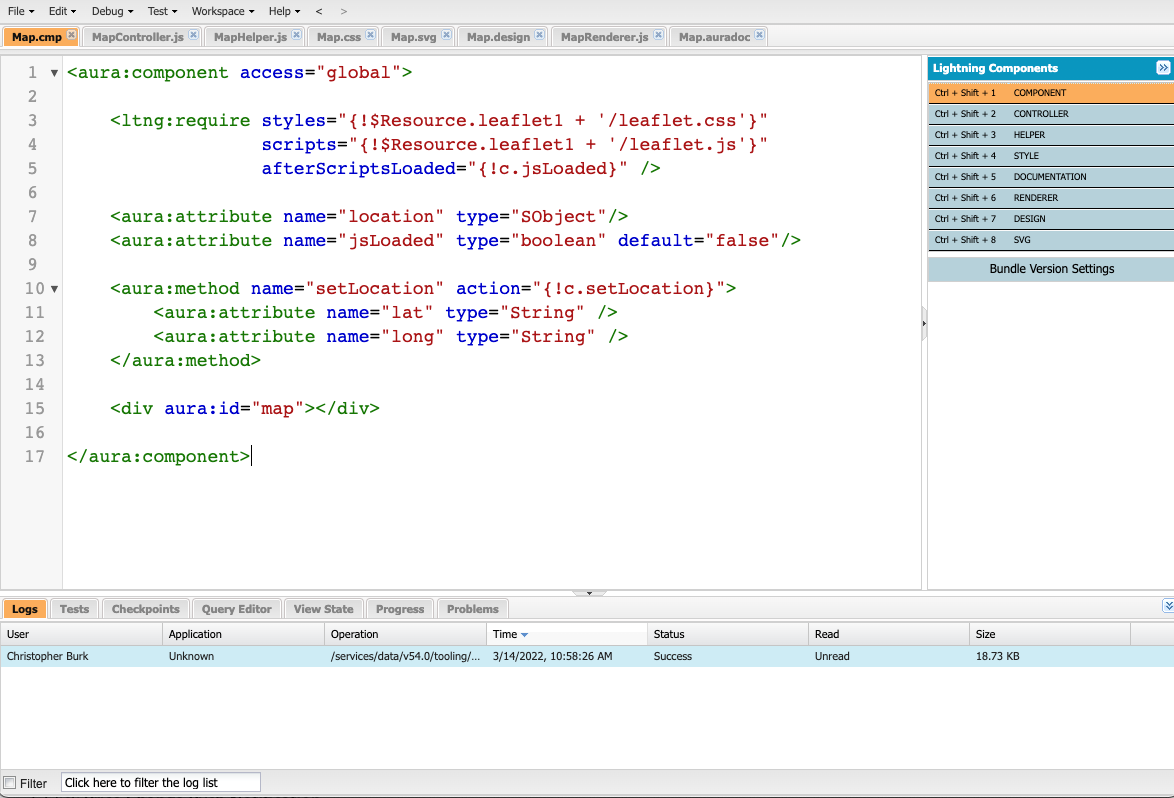 File Edit Debug Test Workspace Help < >
Map.cmp MapController.js MapHelper.js Map.css Map.svg Map.design MapRenderer.js Map.auradoc
1 <aura:component access="global">
2
3 <ltng:require styles="{!$Resource.leaflet1 + '/leaflet.css'}"
4 scripts="{!$Resource.leaflet1 + '/leaflet.js'}"
5 afterScriptsLoaded="{!c.jsLoaded}" />
6
7 <aura:attribute name="location" type="SObject"/>
8 <aura:attribute name="jsLoaded" type="boolean" default="false"/>
9
10 <aura:method name="setLocation" action="{!c.setLocation}">
11 <aura:attribute name="lat" type="String" />
12 <aura:attribute name="long" type="String" />
13 </aura:method>
14
15 <div aura:id="map"></div>
16
17 </aura:component>
Lightning Components
Ctrl + Shift + 1 COMPONENT
Ctrl + Shift + 2 CONTROLLER
Ctrl + Shift + 3 HELPER
Ctrl + Shift + 4 STYLE
Ctrl + Shift + 5 DOCUMENTATION
Ctrl + Shift + 6 RENDERER
Ctrl + Shift + 7 DESIGN
Ctrl + Shift + 8 SVG
Bundle Version Settings
Logs Tests Checkpoints Query Editor View State Progress Problems
User Application Operation Time Status Read Size
Christopher Burk Unknown /services/data/v54.0/tooling/... 3/14/2022, 10:58:26 AM Success Unread 18.73 KB
Filter Click here to filter the log list